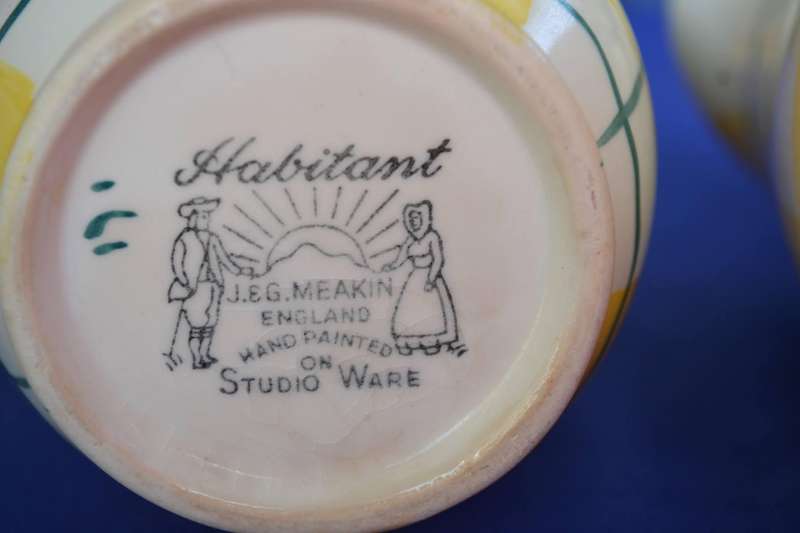 Habitant
J.&G. MEAKIN
ENGLAND
HAND PAINTED
ON
STUDIO WARE